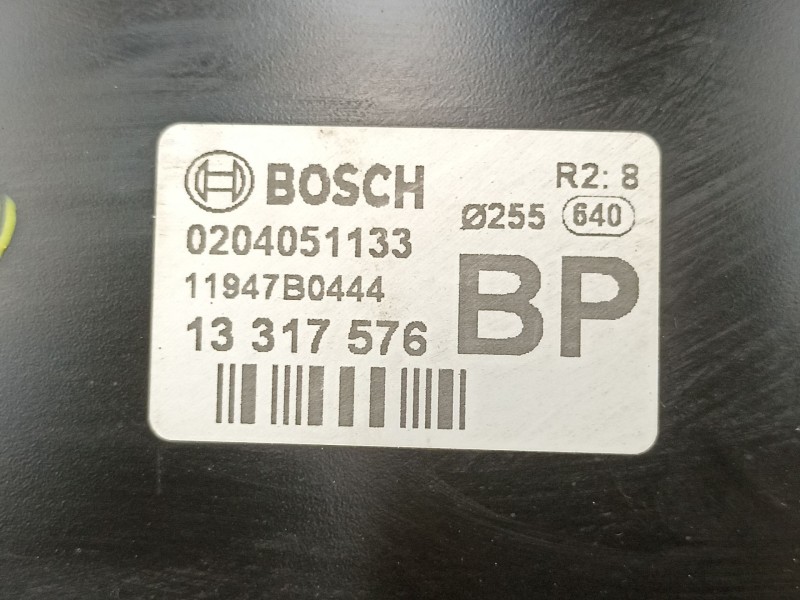 BOSCH
R2: 8
Ø255 640
0204051133
11947B0444
13 317 576
BP